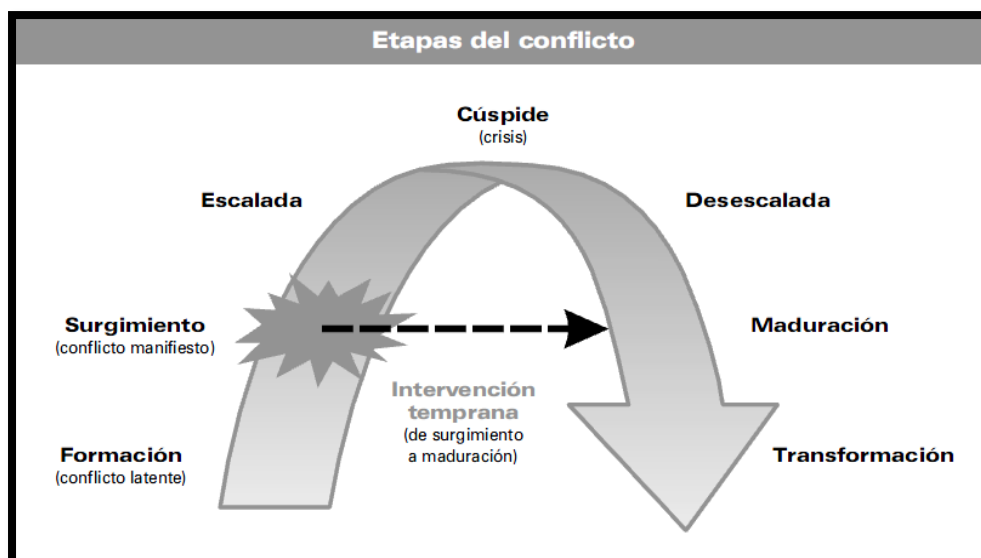 Etapas del conflicto
Cúspide
(crisis)
Escalada
Desescalada
Surgimiento
(conflicto manifiesto)
Maduración
Intervención
temprana
(de surgimiento
a maduración)
Formación
(conflicto latente)
Transformación